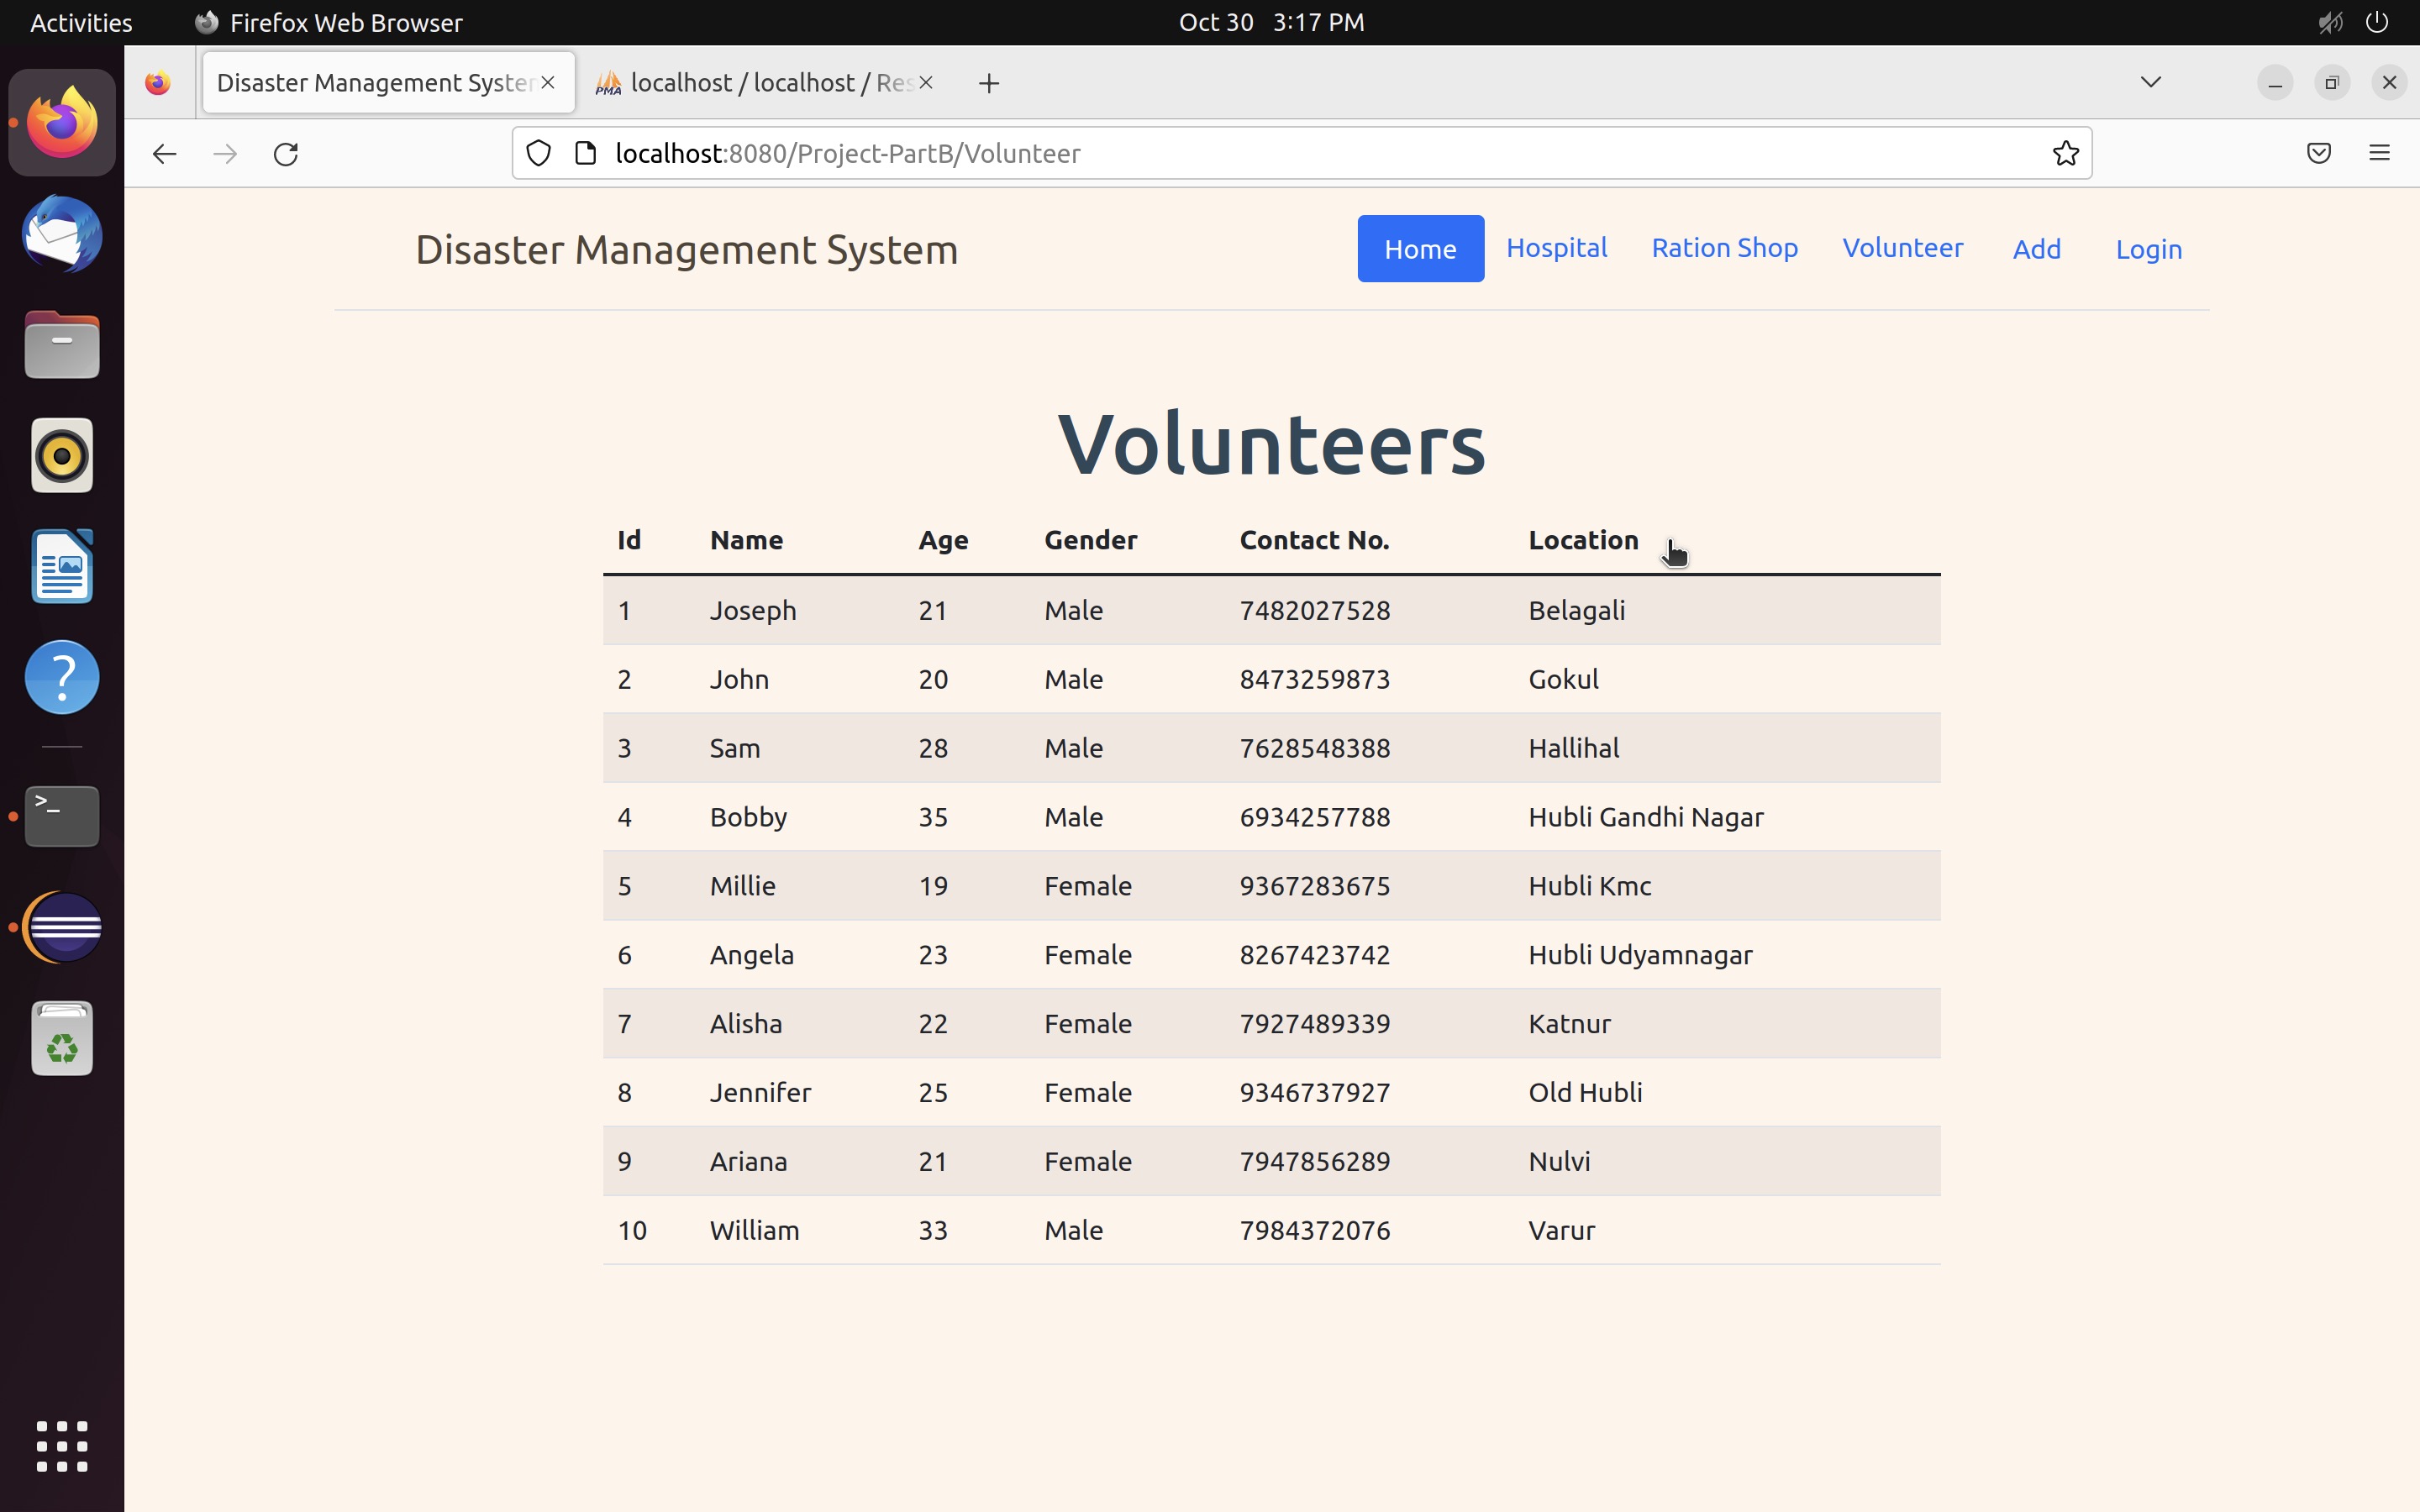 Activities Firefox Web Browser Oct 30 3:17 PM
Disaster Management System localhost / localhost / Res
localhost:8080/Project-PartB/Volunteer
Disaster Management System Home Hospital Ration Shop Volunteer Add Login
Volunteers
Id Name Age Gender Contact No. Location
1 Joseph 21 Male 7482027528 Belagali
2 John 20 Male 8473259873 Gokul
3 Sam 28 Male 7628548388 Hallihal
4 Bobby 35 Male 6934257788 Hubli Gandhi Nagar
5 Millie 19 Female 9367283675 Hubli Kmc
6 Angela 23 Female 8267423742 Hubli Udyamnagar
7 Alisha 22 Female 7927489339 Katnur
8 Jennifer 25 Female 9346737927 Old Hubli
9 Ariana 21 Female 7947856289 Nulvi
10 William 33 Male 7984372076 Varur